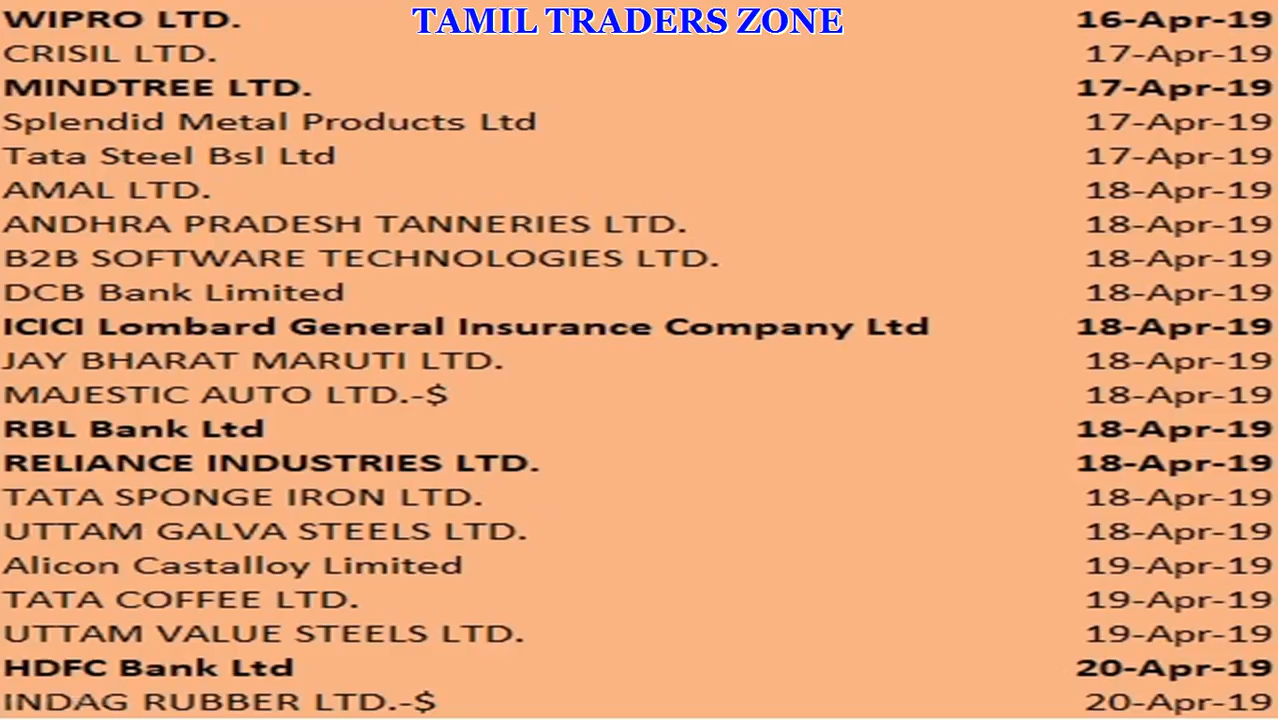 TAMIL TRADERS ZONE
WIPRO LTD. 16-Apr-19
CRISIL LTD. 17-Apr-19
MINDTREE LTD. 17-Apr-19
Splendid Metal Products Ltd 17-Apr-19
Tata Steel Bsl Ltd 17-Apr-19
AMAL LTD. 18-Apr-19
ANDHRA PRADESH TANNERIES LTD. 18-Apr-19
B2B SOFTWARE TECHNOLOGIES LTD. 18-Apr-19
DCB Bank Limited 18-Apr-19
ICICI Lombard General Insurance Company Ltd 18-Apr-19
JAY BHARAT MARUTI LTD. 18-Apr-19
MAJESTIC AUTO LTD.-$ 18-Apr-19
RBL Bank Ltd 18-Apr-19
RELIANCE INDUSTRIES LTD. 18-Apr-19
TATA SPONGE IRON LTD. 18-Apr-19
UTTAM GALVA STEELS LTD. 18-Apr-19
Alicon Castalloy Limited 19-Apr-19
TATA COFFEE LTD. 19-Apr-19
UTTAM VALUE STEELS LTD. 19-Apr-19
HDFC Bank Ltd 20-Apr-19
INDAG RUBBER LTD.-$ 20-Apr-19